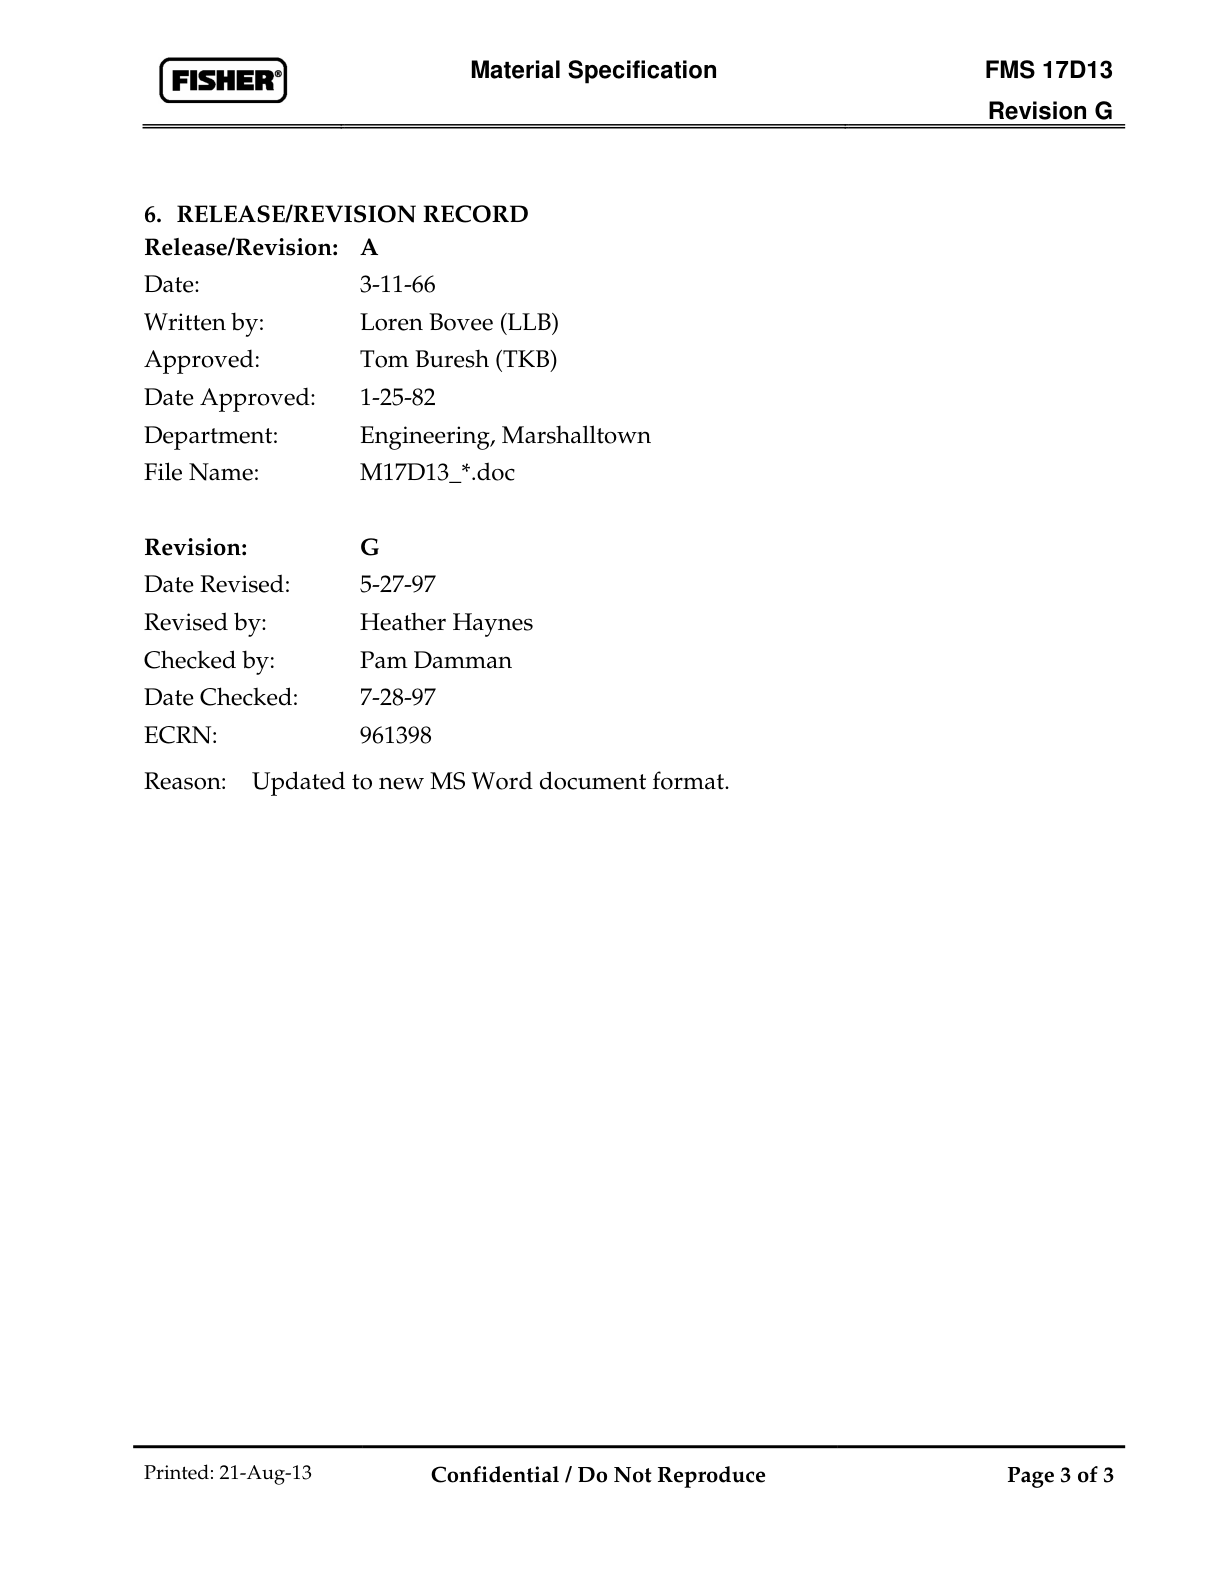 FISHER®
Material Specification
FMS 17D13
Revision G
6. RELEASE/REVISION RECORD
Release/Revision: A
Date: 3-11-66
Written by: Loren Bovee (LLB)
Approved: Tom Buresh (TKB)
Date Approved: 1-25-82
Department: Engineering, Marshalltown
File Name: M17D13_*.doc
Revision: G
Date Revised: 5-27-97
Revised by: Heather Haynes
Checked by: Pam Damman
Date Checked: 7-28-97
ECRN: 961398
Reason: Updated to new MS Word document format.
Printed: 21-Aug-13 Confidential / Do Not Reproduce Page 3 of 3